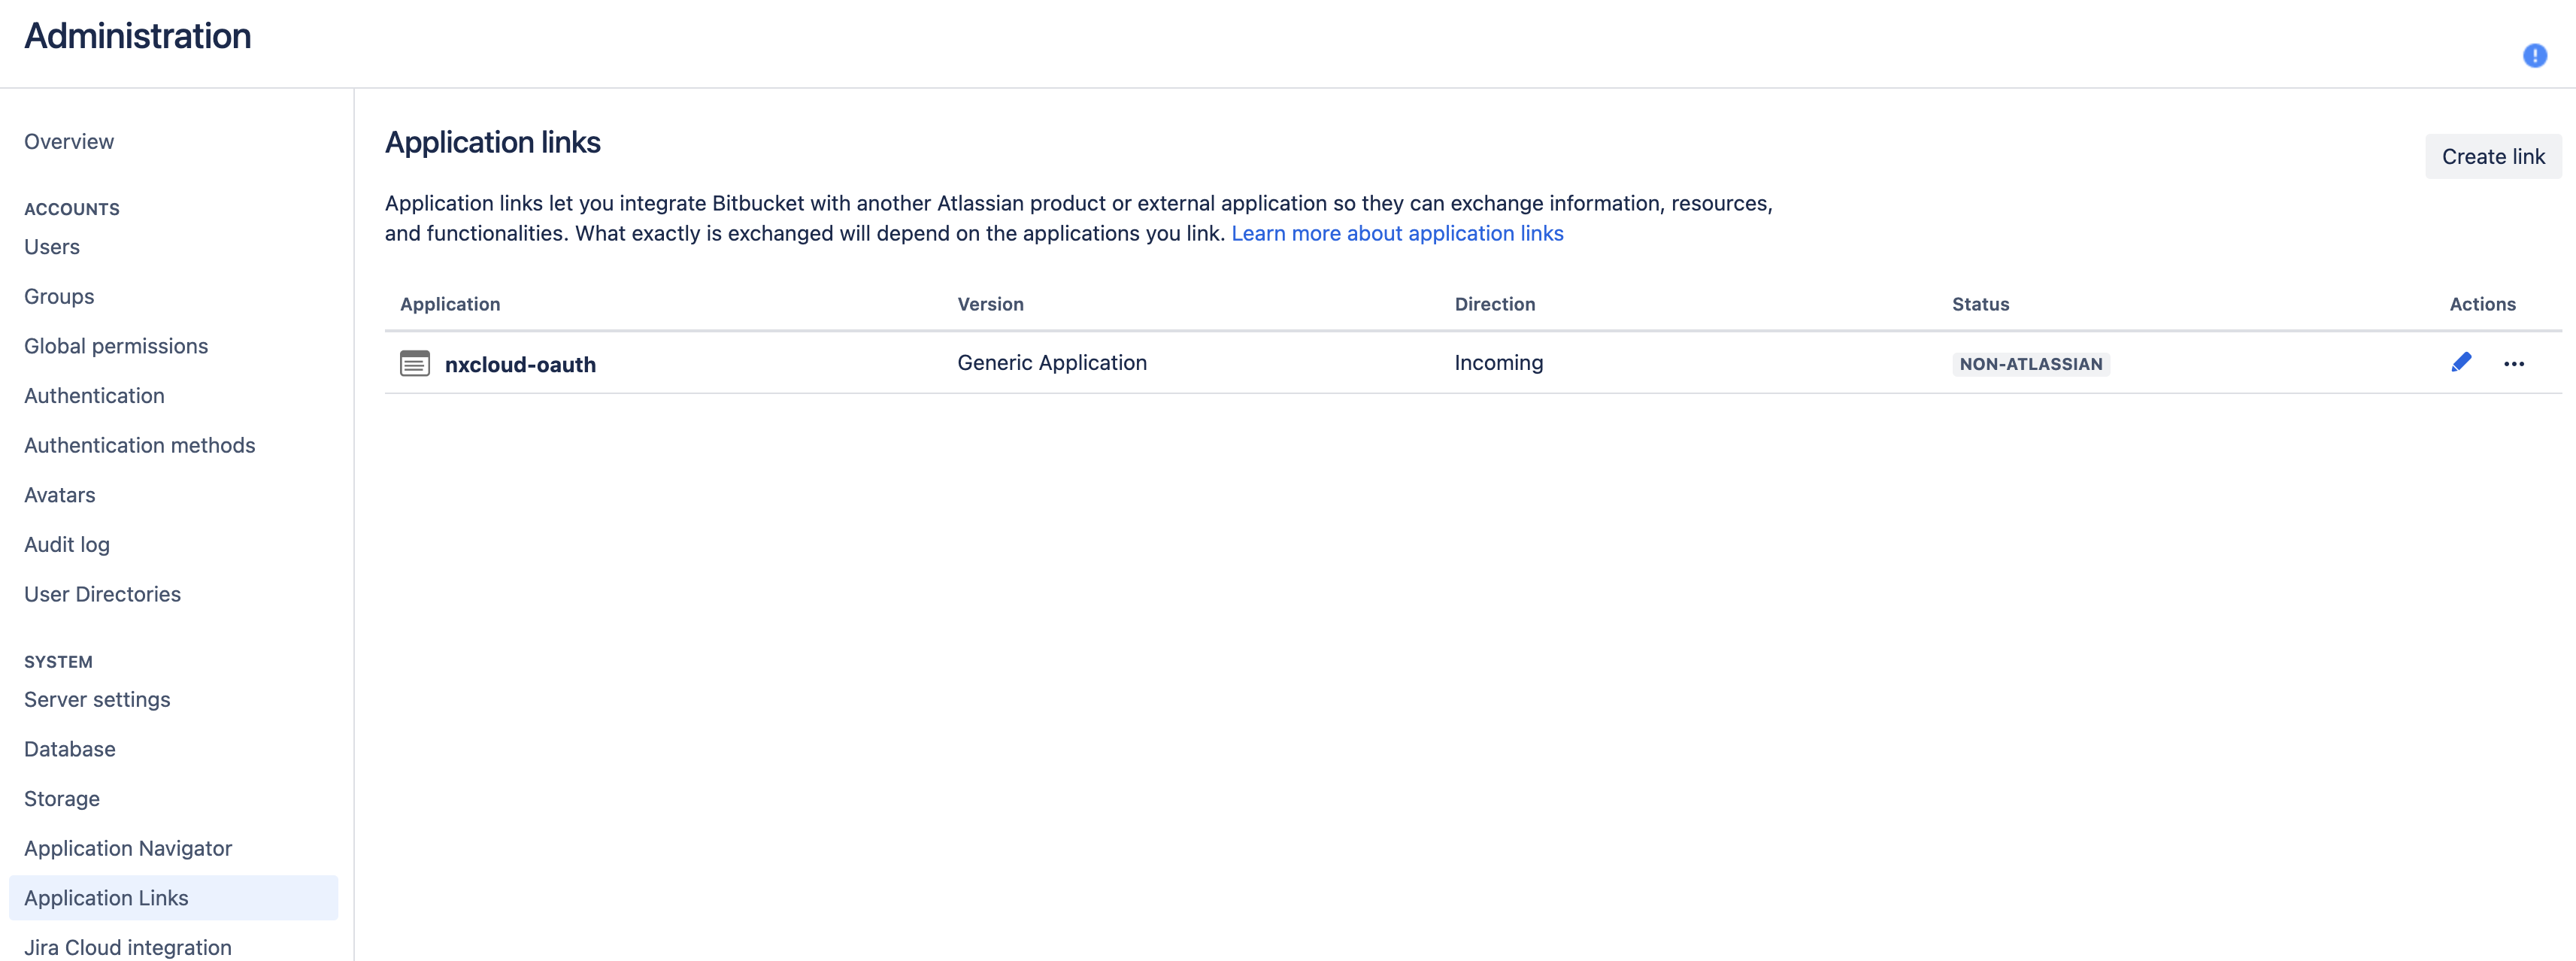 Administration
Overview
ACCOUNTS
Users
Groups
Global permissions
Authentication
Authentication methods
Avatars
Audit log
User Directories
SYSTEM
Server settings
Database
Storage
Application Navigator
Application Links
Jira Cloud integration
Application links
Create link
Application links let you integrate Bitbucket with another Atlassian product or external application so they can exchange information, resources,
and functionalities. What exactly is exchanged will depend on the applications you link. Learn more about application links
Application Version Direction Status Actions
nxcloud-oauth Generic Application Incoming NON-ATLASSIAN